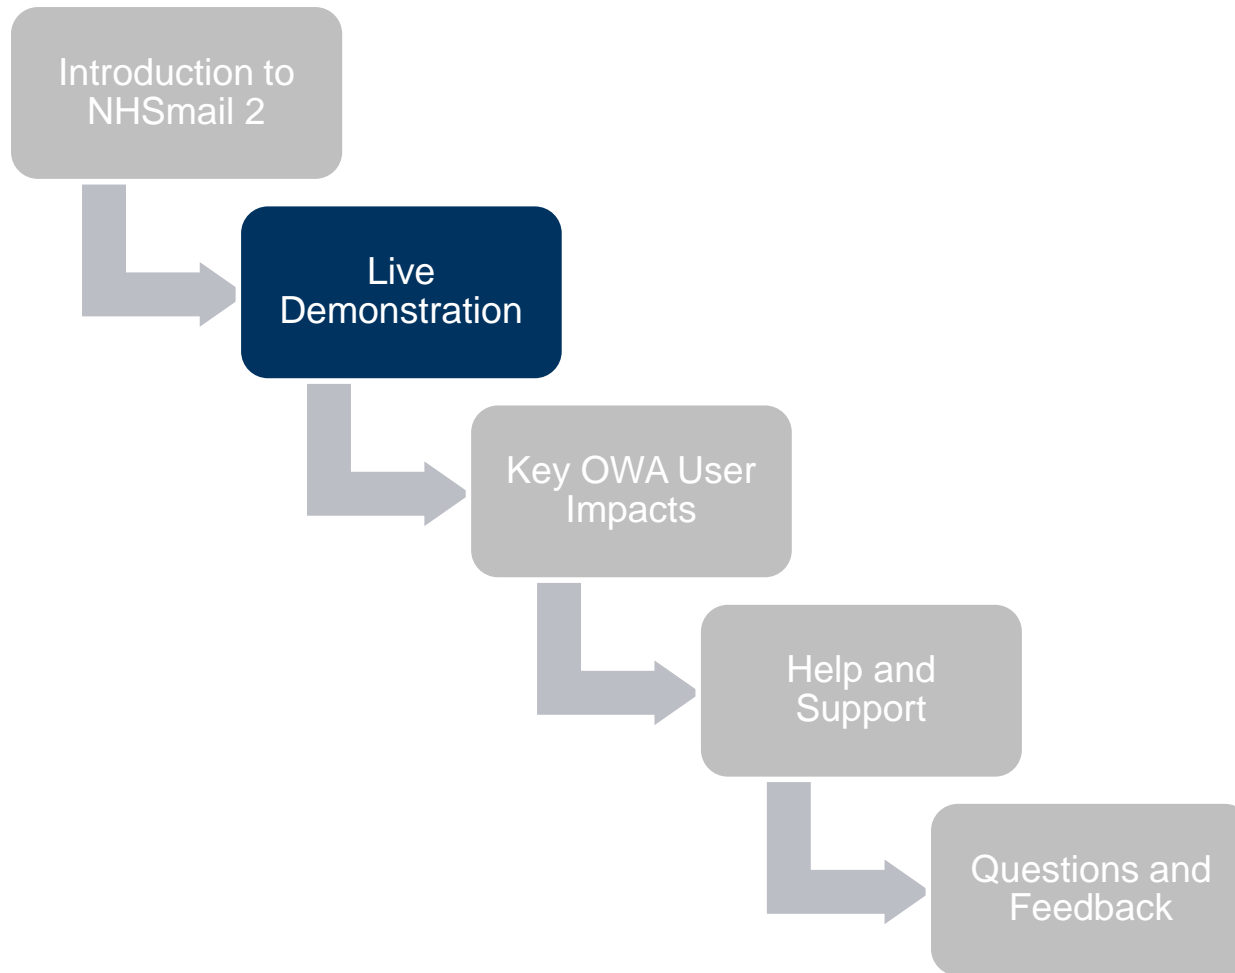 Introduction to
NHSmail 2
Live
Demonstration
Key OWA User
Impacts
Help and
Support
Questions and
Feedback